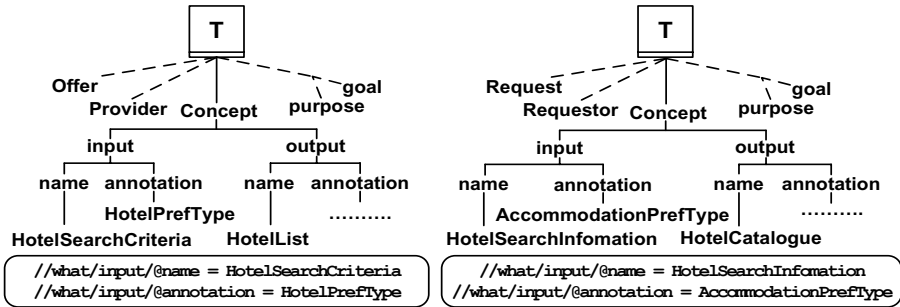 T
Offer
Provider
Concept
purpose
goal
input
output
name
annotation
name
annotation
HotelPrefType
..........
HotelSearchCriteria
HotelList
//what/input/@name = HotelSearchCriteria
//what/input/@annotation = HotelPrefType
T
Request
Requestor
Concept
purpose
goal
input
output
name
annotation
name
annotation
AccommodationPrefType
..........
HotelSearchInfomation
HotelCatalogue
//what/input/@name = HotelSearchInfomation
//what/input/@annotation = AccommodationPrefType